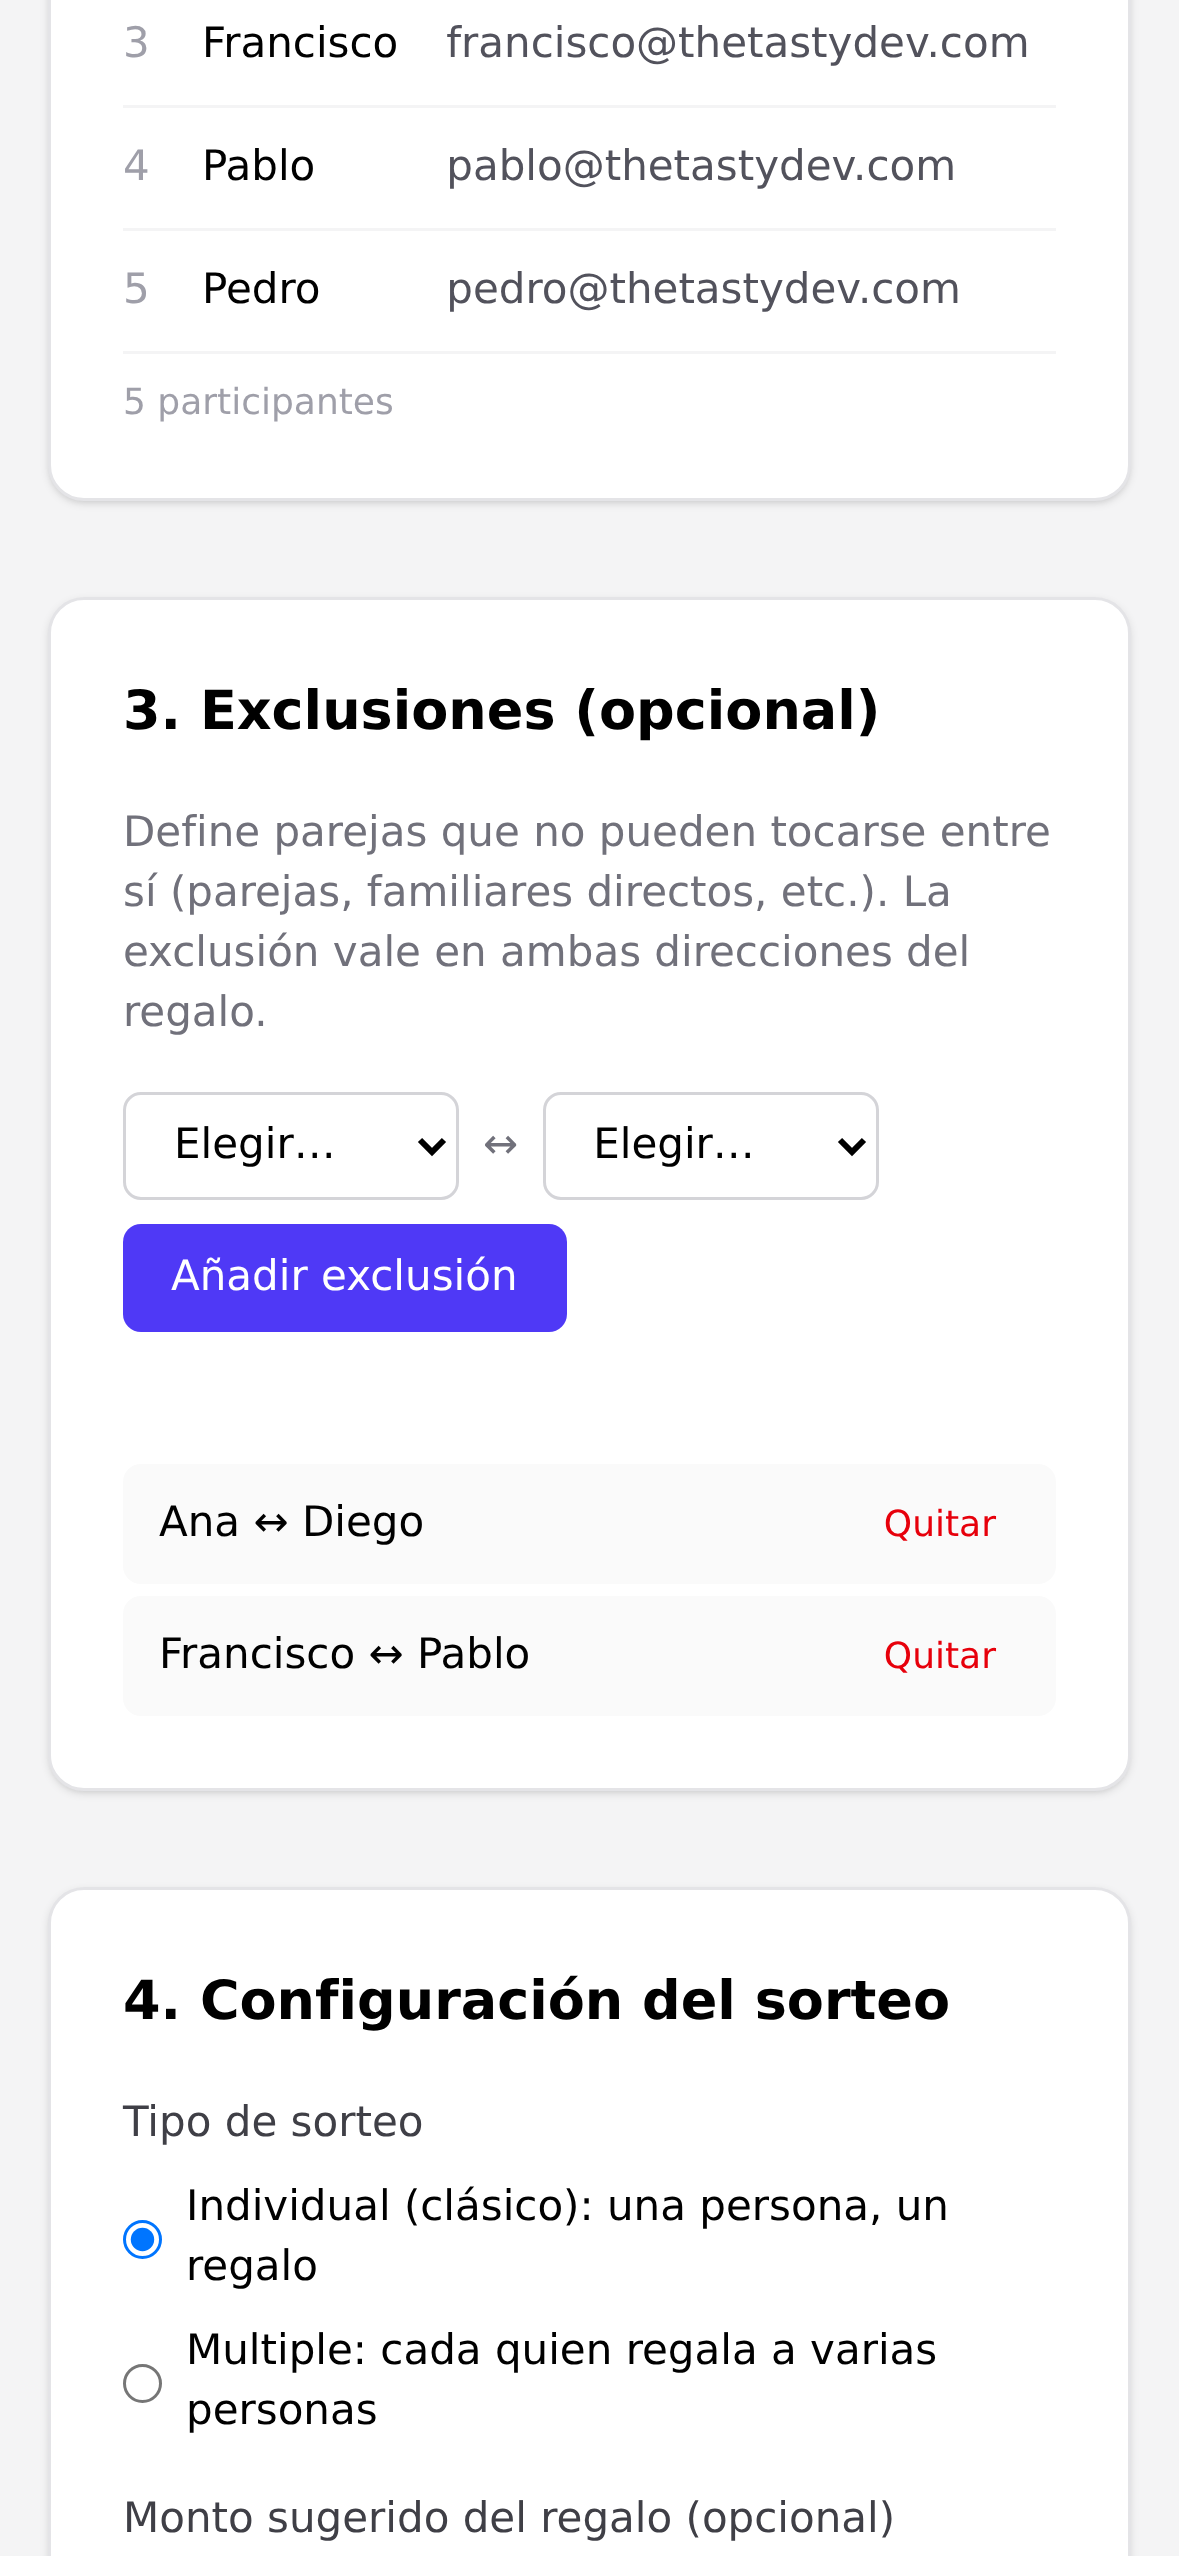 3 Francisco francisco@thetastydev.com
4 Pablo pablo@thetastydev.com
5 Pedro pedro@thetastydev.com
5 participantes
3. Exclusiones (opcional)
Define parejas que no pueden tocarse entre
sí (parejas, familiares directos, etc.). La
exclusión vale en ambas direcciones del
regalo.
Elegir... ↔ Elegir...
Añadir exclusión
Ana ↔ Diego Quitar
Francisco ↔ Pablo Quitar
4. Configuración del sorteo
Tipo de sorteo
Individual (clásico): una persona, un
regalo
Multiple: cada quien regala a varias
personas
Monto sugerido del regalo (opcional)